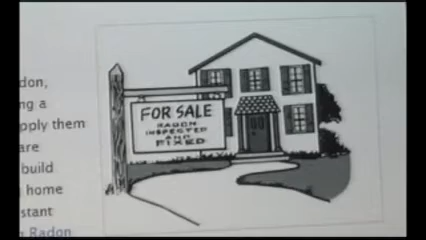 don,
ng a
pply them
are
build
home
stant
Radon
FOR SALE
RADON
INSPECTED
AND
FIXED